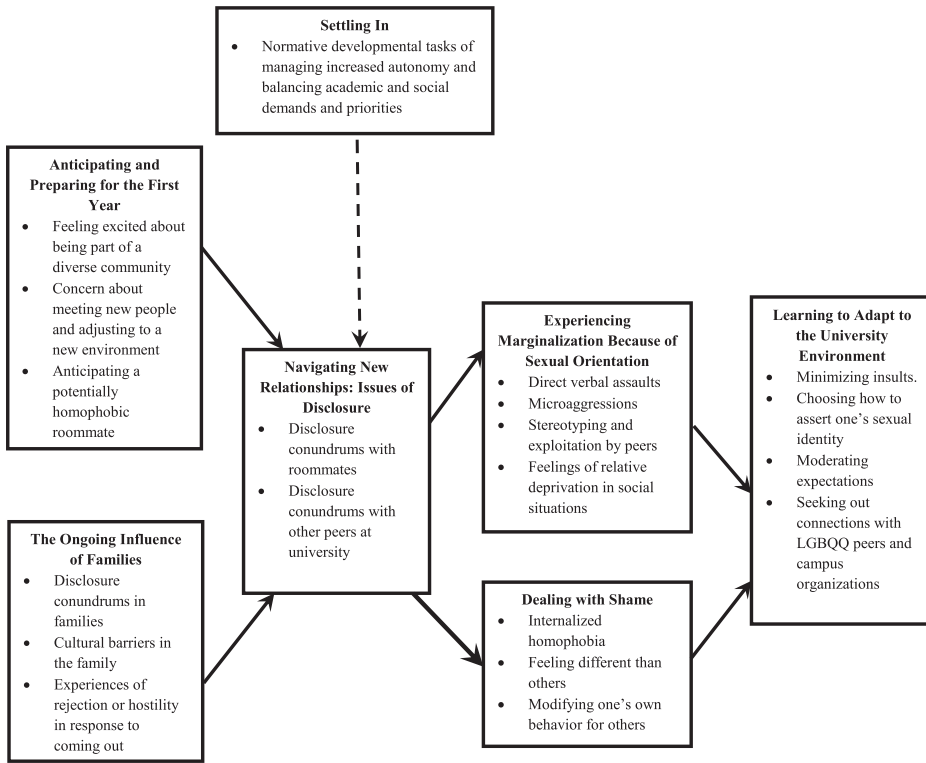 Settling In
● Normative developmental tasks of
managing increased autonomy and
balancing academic and social
demands and priorities
Anticipating and
Preparing for the First
Year
● Feeling excited about
being part of a
diverse community
● Concern about
meeting new people
and adjusting to a
new environment
● Anticipating a
potentially
homophobic
roommate
The Ongoing Influence
of Families
● Disclosure
conundrums in
families
● Cultural barriers in
the family
● Experiences of
rejection or hostility
in response to
coming out
Navigating New
Relationships: Issues of
Disclosure
● Disclosure
conundrums with
roommates
● Disclosure
conundrums with
other peers at
university
Experiencing
Marginalization Because of
Sexual Orientation
● Direct verbal assaults
● Microaggressions
● Stereotyping and
exploitation by peers
● Feelings of relative
deprivation in social
situations
Dealing with Shame
● Internalized
homophobia
● Feeling different than
others
● Modifying one’s own
behavior for others
Learning to Adapt to
the University
Environment
● Minimizing insults.
● Choosing how to
assert one’s sexual
identity
● Moderating
expectations
● Seeking out
connections with
LGBQQ peers and
campus
organizations